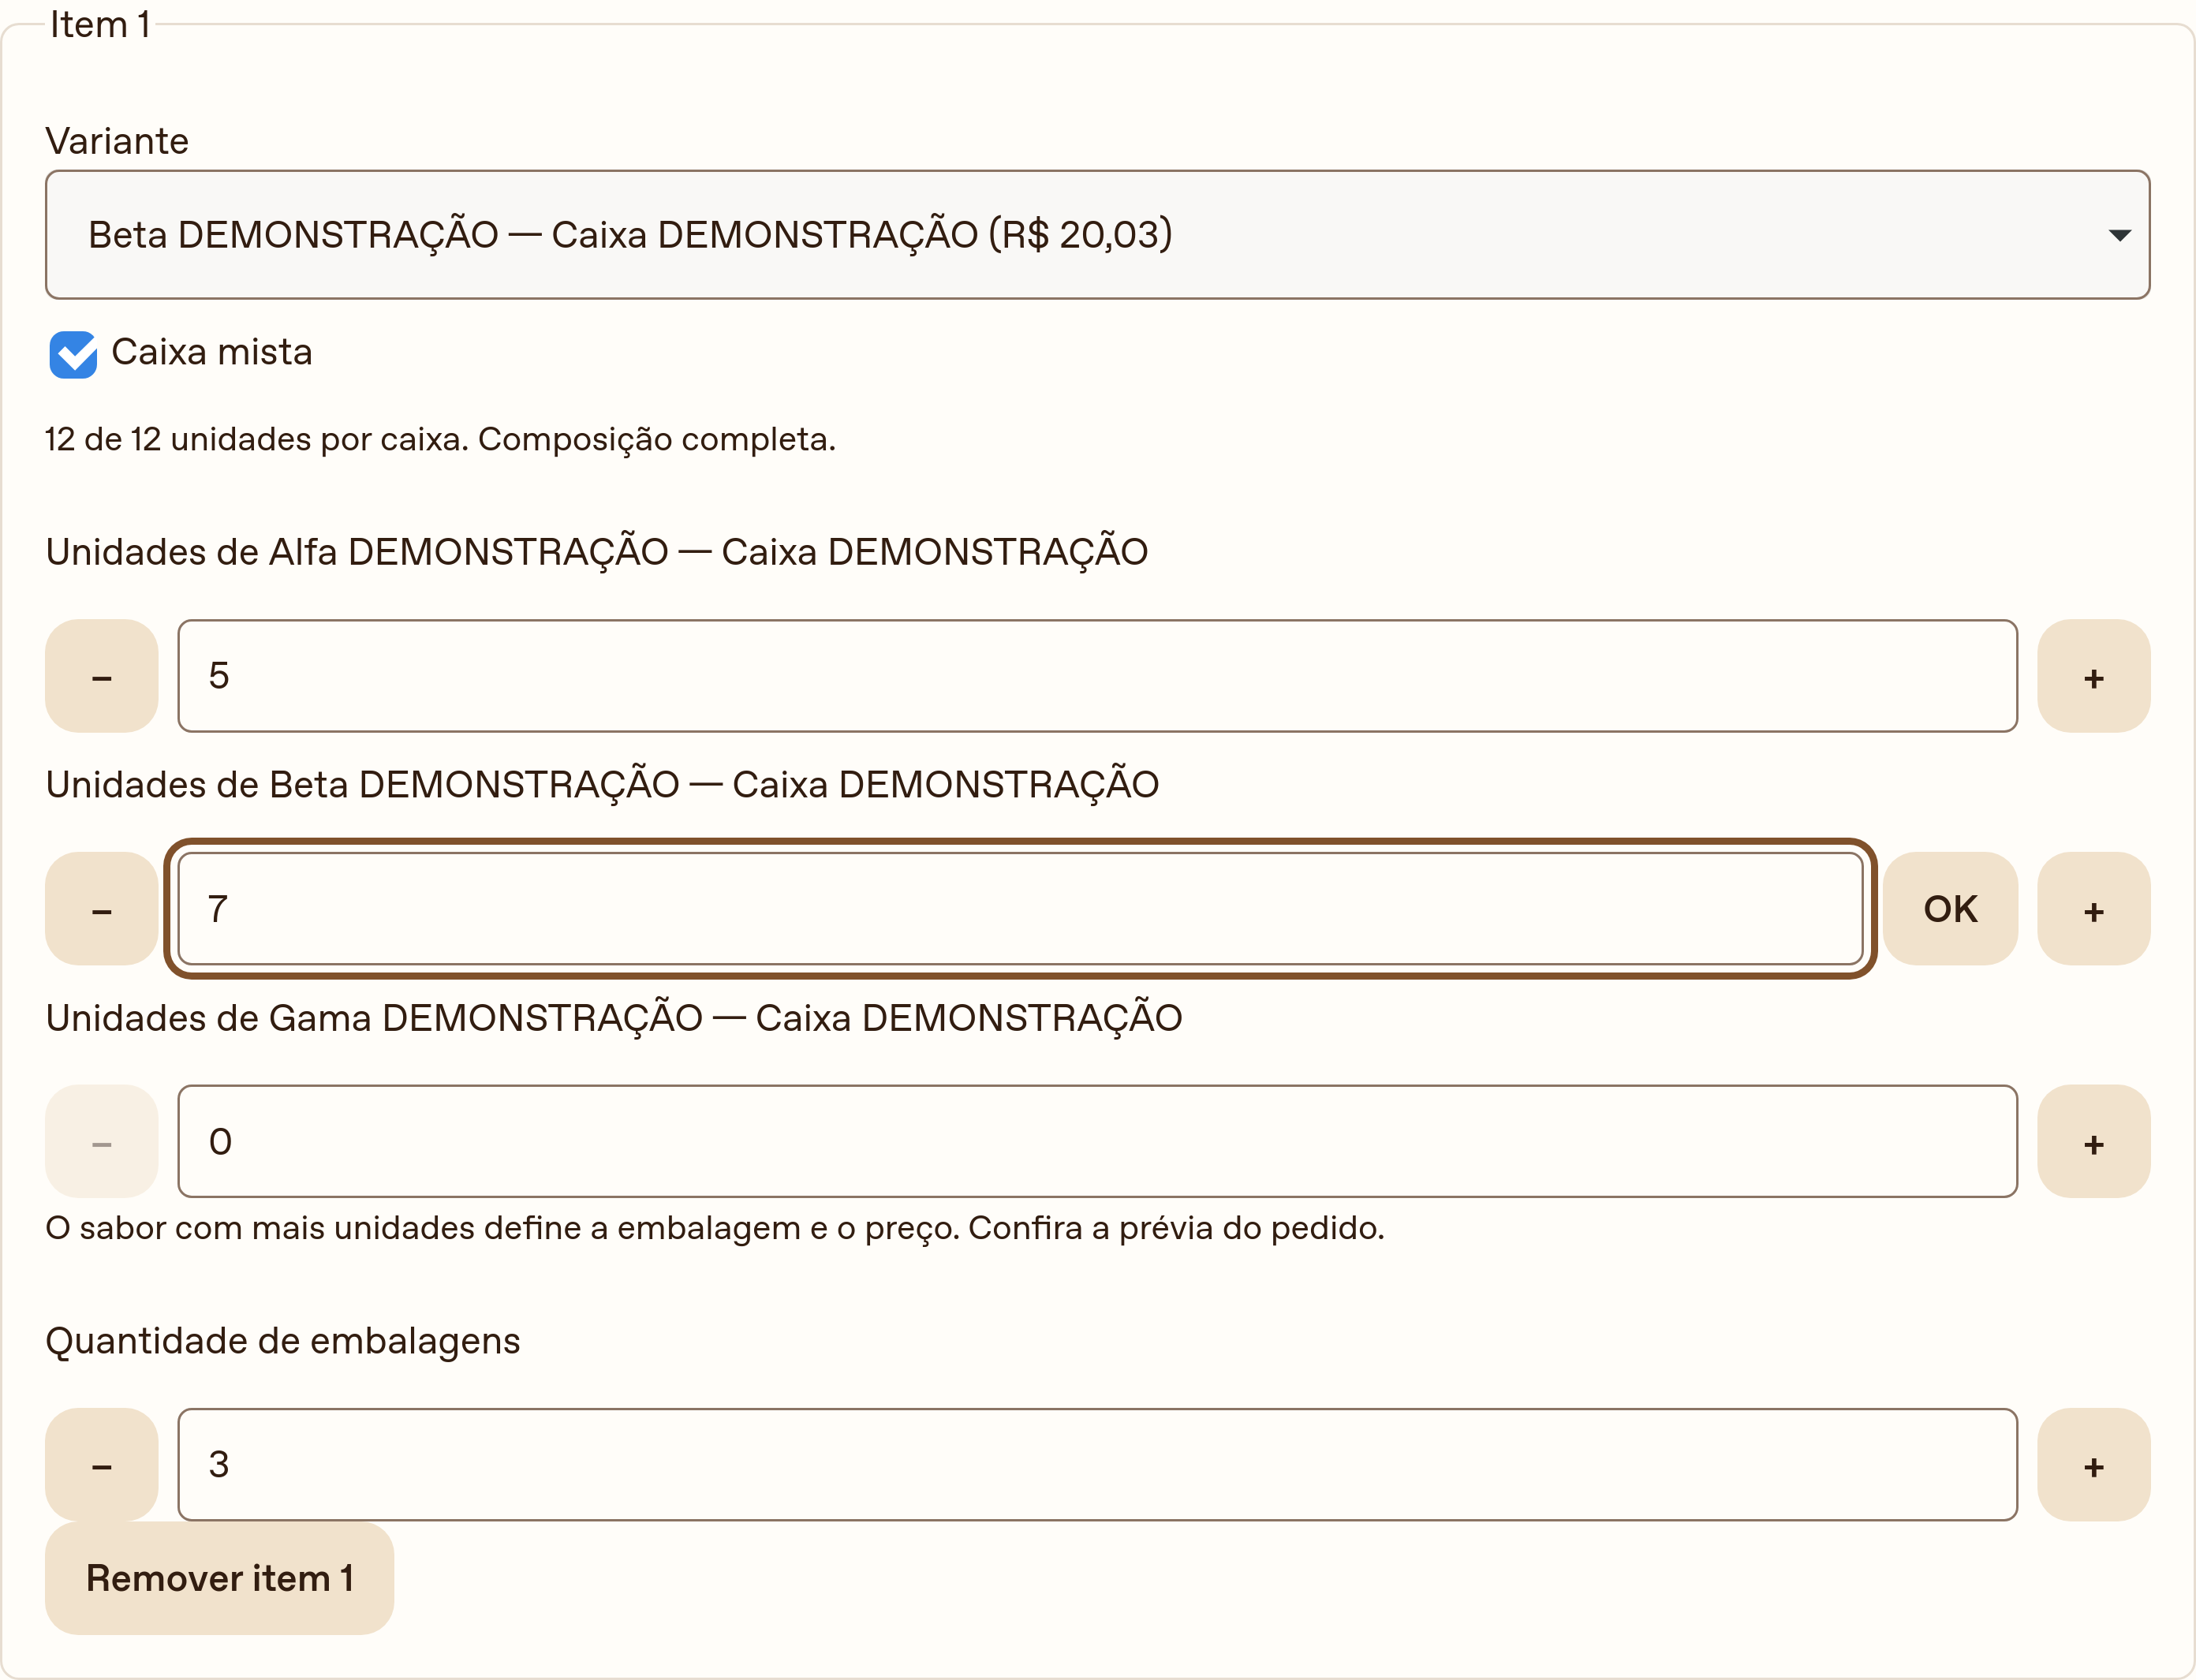 Item 1
Variante
Beta DEMONSTRAÇÃO — Caixa DEMONSTRAÇÃO (R$ 20,03)
Caixa mista
12 de 12 unidades por caixa. Composição completa.
Unidades de Alfa DEMONSTRAÇÃO — Caixa DEMONSTRAÇÃO
– 5 +
Unidades de Beta DEMONSTRAÇÃO — Caixa DEMONSTRAÇÃO
– 7 OK +
Unidades de Gama DEMONSTRAÇÃO — Caixa DEMONSTRAÇÃO
– 0 +
O sabor com mais unidades define a embalagem e o preço. Confira a prévia do pedido.
Quantidade de embalagens
– 3 +
Remover item 1